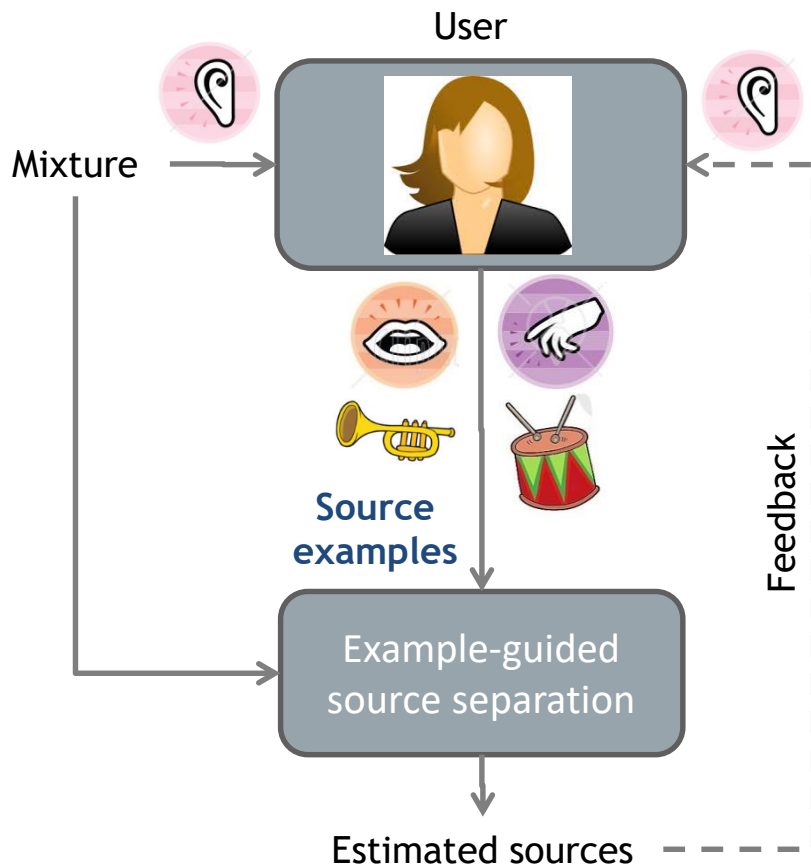 User
Mixture
Source
examples
Feedback
Example-guided
source separation
Estimated sources